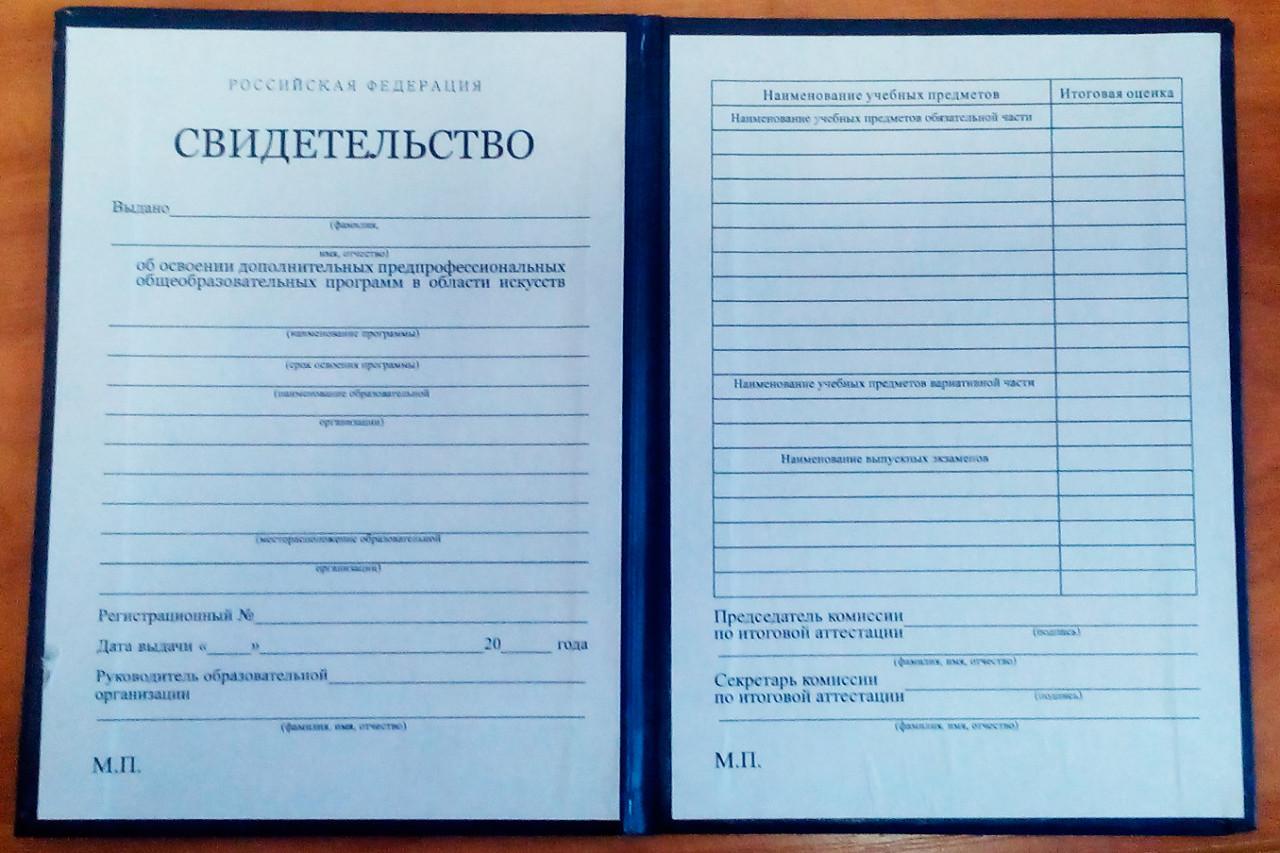 РОССИЙСКАЯ ФЕДЕРАЦИЯ
СВИДЕТЕЛЬСТВО
Выдано
(фамилия,
имя, отчество)
об освоении дополнительных предпрофессиональных
общеобразовательных программ в области искусств
(наименование программы)
(срок освоения программы)
(наименование образовательной
организации)
(месторасположение образовательной
организации)
Регистрационный №
Дата выдачи «_____»__________20_____ года
Руководитель образовательной
организации
(фамилия, имя, отчество)
М.П.
Наименование учебных предметов Итоговая оценка
Наименование учебных предметов обязательной части
Наименование учебных предметов вариативной части
Наименование выпускных экзаменов
Председатель комиссии
по итоговой аттестации
(подпись)
(фамилия, имя, отчество)
Секретарь комиссии
по итоговой аттестации
(подпись)
(фамилия, имя, отчество)
М.П.